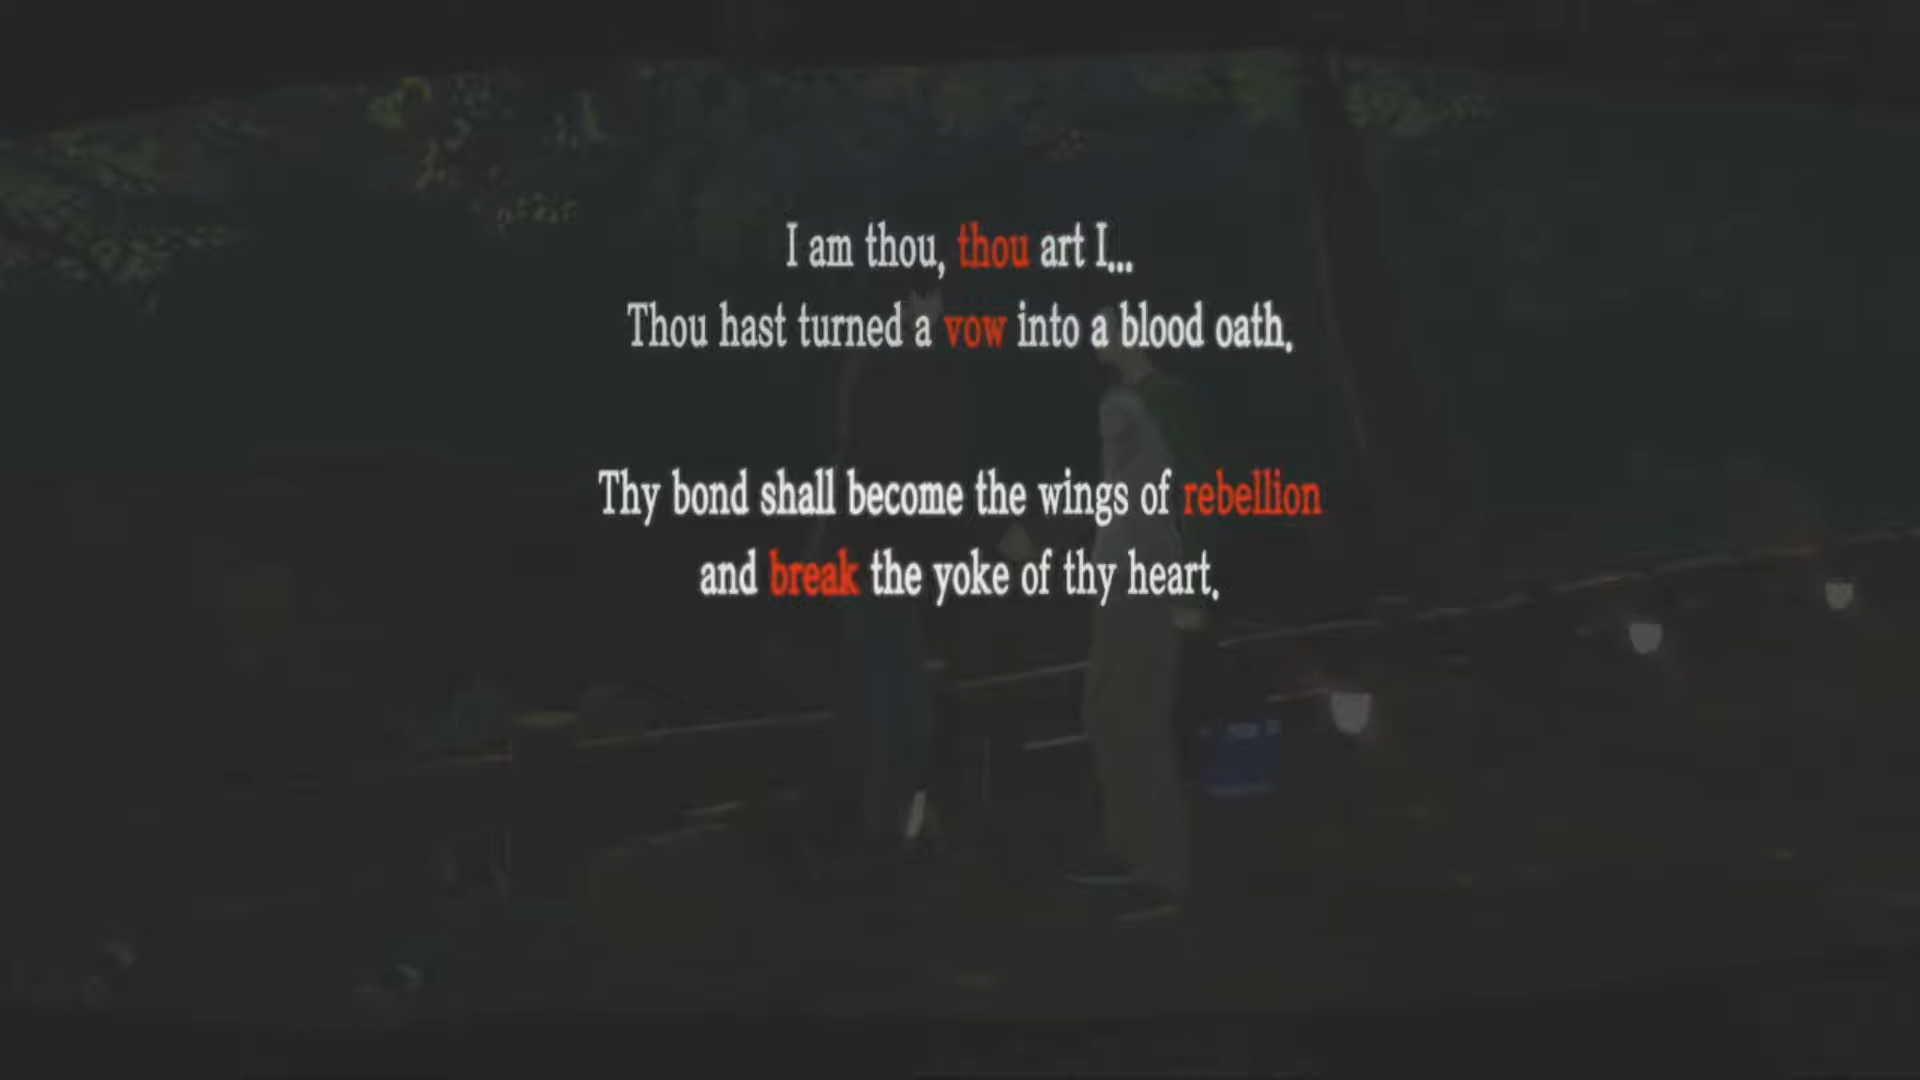 I am thou, thou art I...
Thou hast turned a vow into a blood oath.
Thy bond shall become the wings of rebellion
and break the yoke of thy heart.